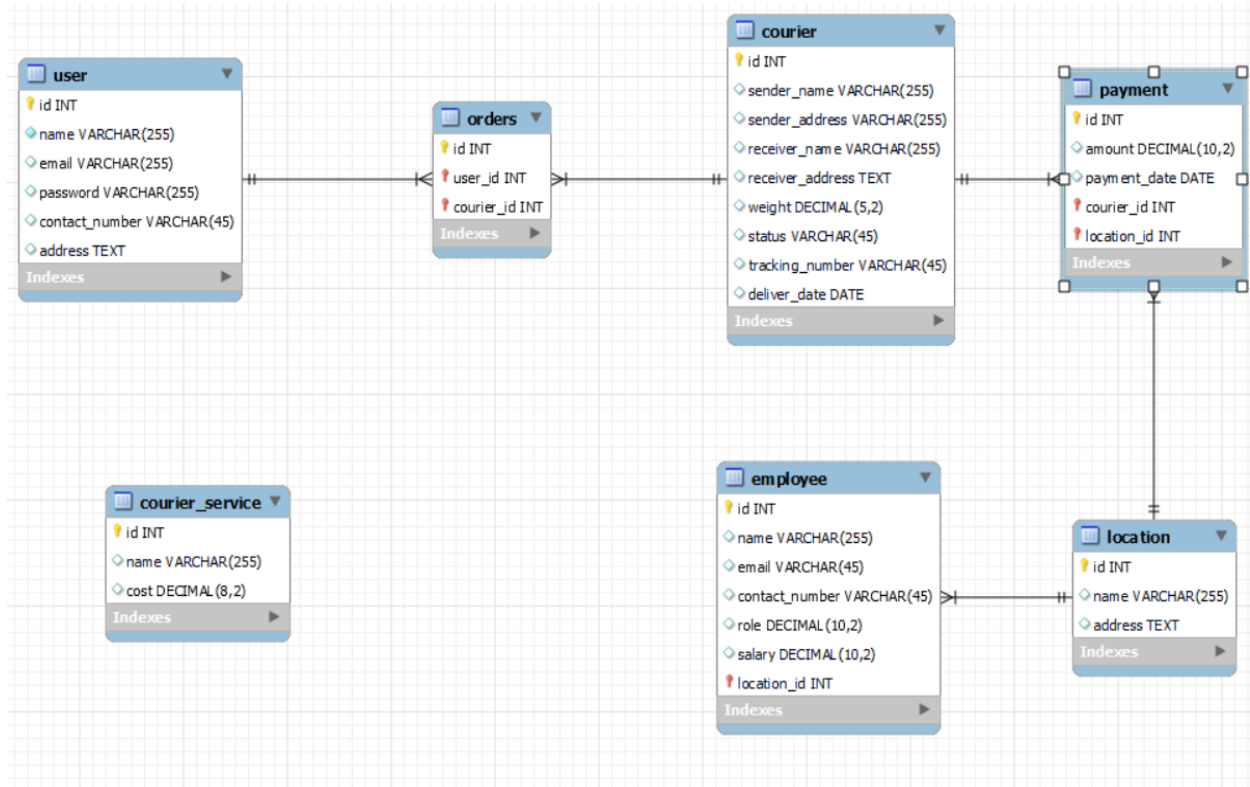 user
id INT
name VARCHAR(255)
email VARCHAR(255)
password VARCHAR(255)
contact_number VARCHAR(45)
address TEXT
Indexes
orders
id INT
user_id INT
courier_id INT
Indexes
courier
id INT
sender_name VARCHAR(255)
sender_address VARCHAR(255)
receiver_name VARCHAR(255)
receiver_address TEXT
weight DECIMAL(5,2)
status VARCHAR(45)
tracking_number VARCHAR(45)
deliver_date DATE
Indexes
payment
id INT
amount DECIMAL(10,2)
payment_date DATE
courier_id INT
location_id INT
Indexes
courier_service
id INT
name VARCHAR(255)
cost DECIMAL(8,2)
Indexes
employee
id INT
name VARCHAR(255)
email VARCHAR(45)
contact_number VARCHAR(45)
role DECIMAL(10,2)
salary DECIMAL(10,2)
location_id INT
Indexes
location
id INT
name VARCHAR(255)
address TEXT
Indexes